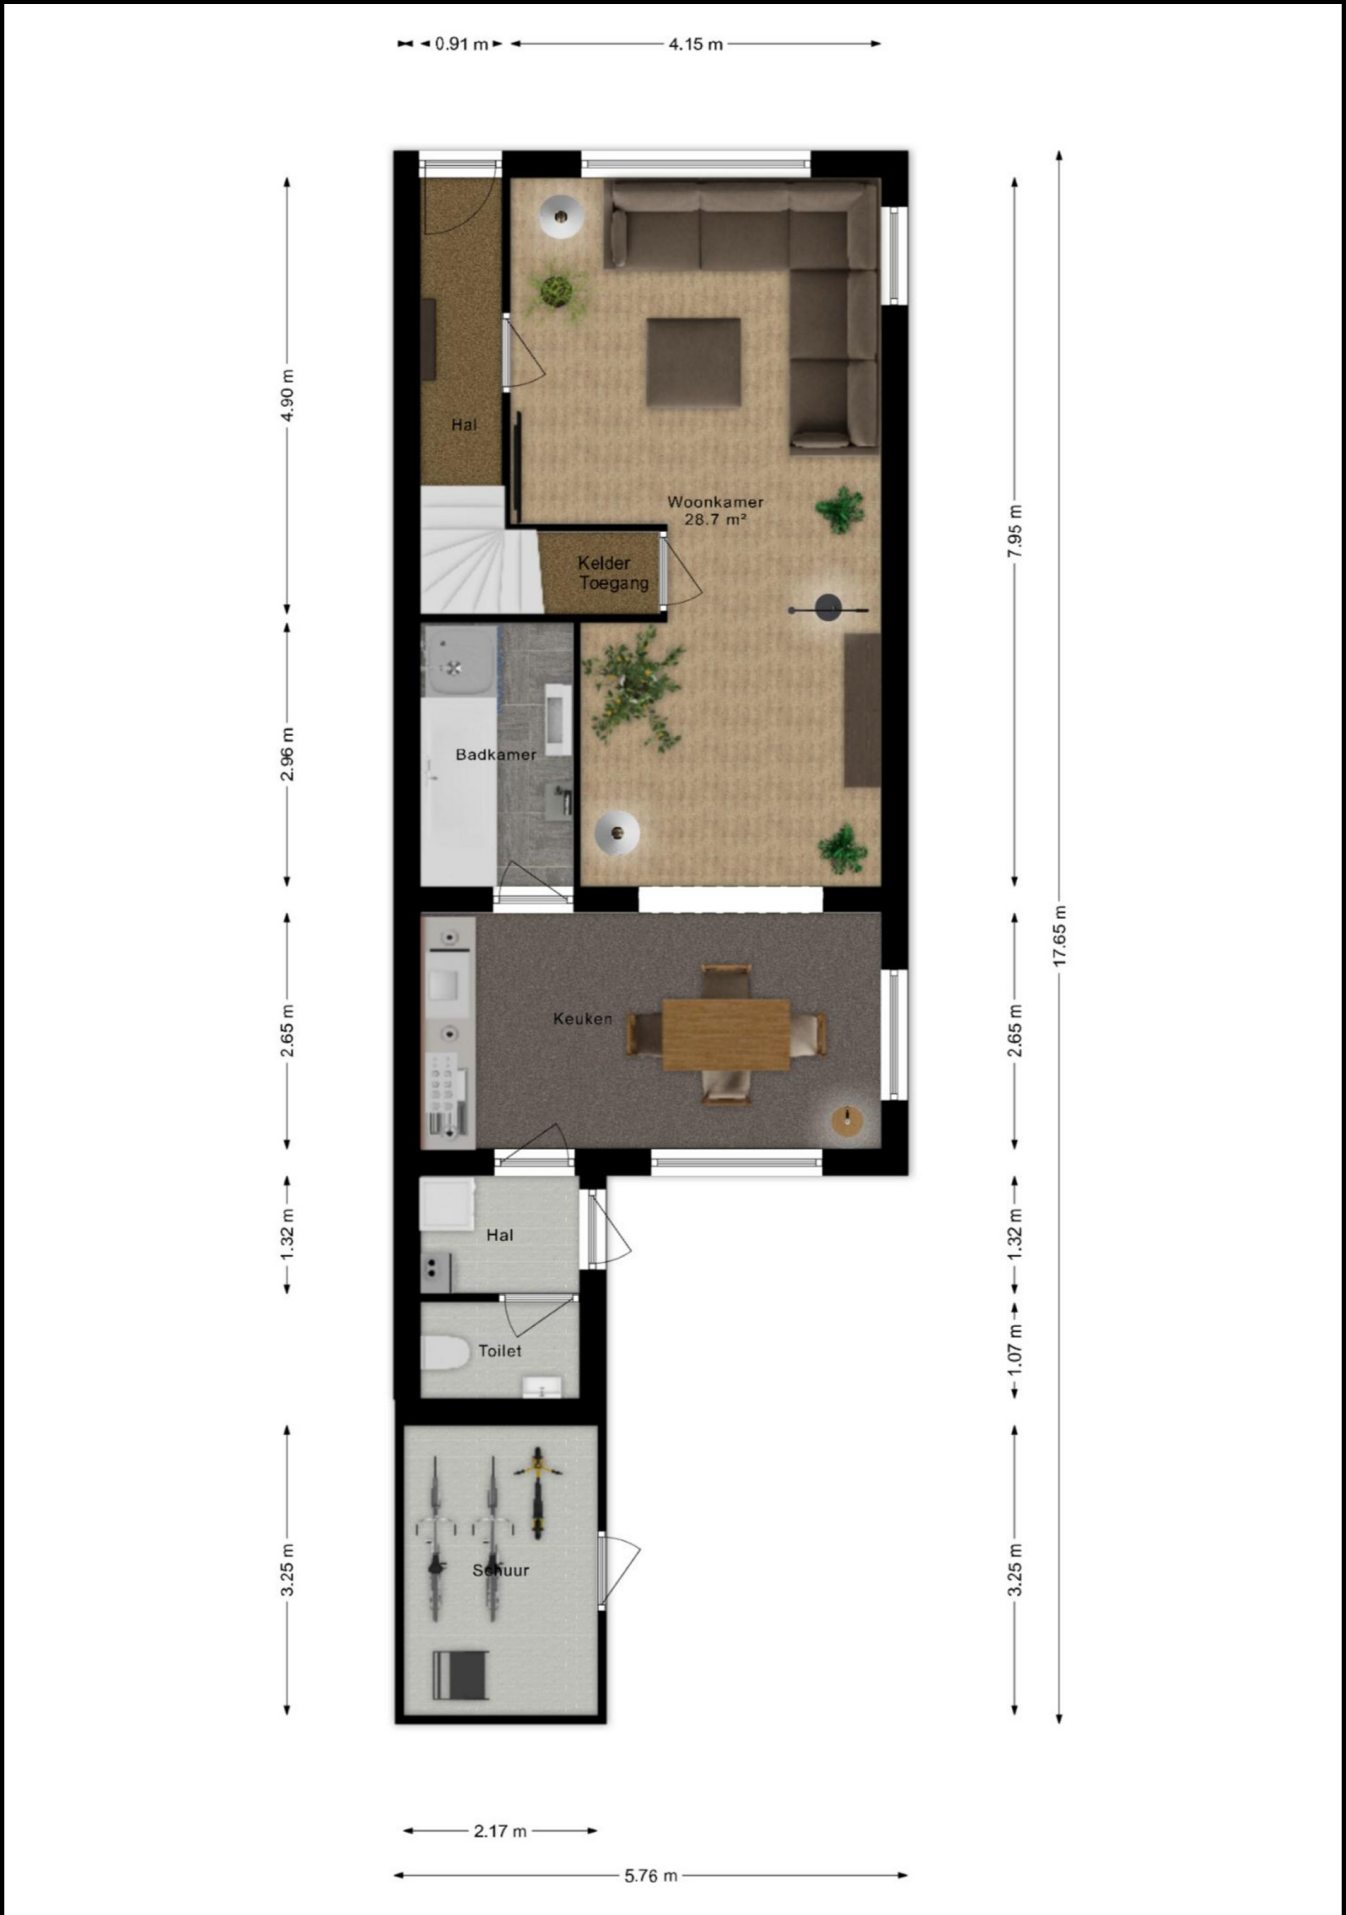 0.91 m
4.15 m
4.90 m
Hal
Woonkamer
28.7 m²
7.95 m
Kelder
Toegang
2.96 m
Badkamer
17.65 m
2.65 m
Keuken
2.65 m
1.32 m
Hal
1.32 m
Toilet
1.07 m
3.25 m
Schuur
3.25 m
2.17 m
5.76 m